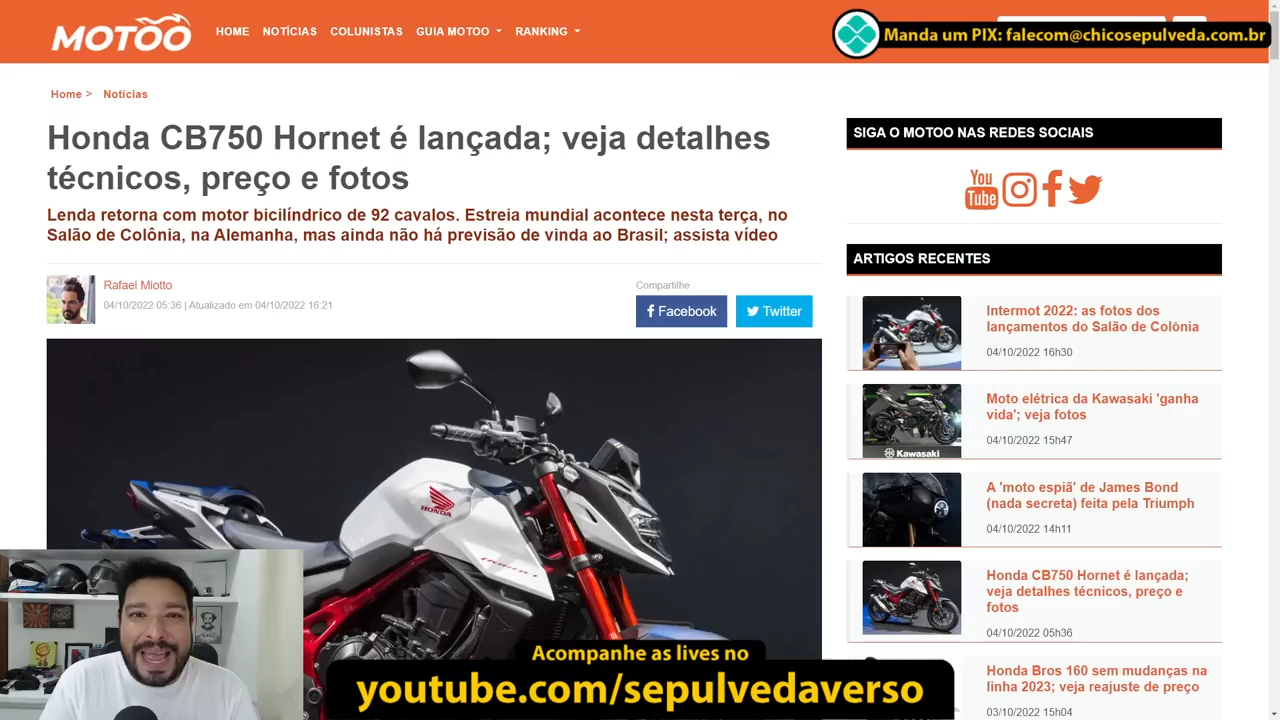 MOTOO
HOME NOTÍCIAS COLUNISTAS GUIA MOTOO RANKING
Manda um PIX: falecom@chicosepulveda.com.br
Home > Noticias
Honda CB750 Hornet é lançada; veja detalhes
técnicos, preço e fotos
Lenda retorna com motor bicilíndrico de 92 cavalos. Estreia mundial acontece nesta terça, no
Salão de Colônia, na Alemanha, mas ainda não há previsão de vinda ao Brasil; assista vídeo
Rafael Miotto
04/10/2022 05:36 | Atualizado em 04/10/2022 16:21
Compartilhe
Facebook Twitter
HONDA
SIGA O MOTOO NAS REDES SOCIAIS
You
Tube
ARTIGOS RECENTES
Intermot 2022: as fotos dos
lançamentos do Salão de Colônia
04/10/2022 16h30
Moto elétrica da Kawasaki 'ganha
vida'; veja fotos
04/10/2022 15h47
Kawasaki
A 'moto espiã' de James Bond
(nada secreta) feita pela Triumph
04/10/2022 14h11
Honda CB750 Hornet é lançada;
veja detalhes técnicos, preço e
fotos
04/10/2022 05h36
Honda Bros 160 sem mudanças na
linha 2023; veja reajuste de preço
03/10/2022 15h04
Acompanhe as lives no
youtube.com/sepulvedaverso